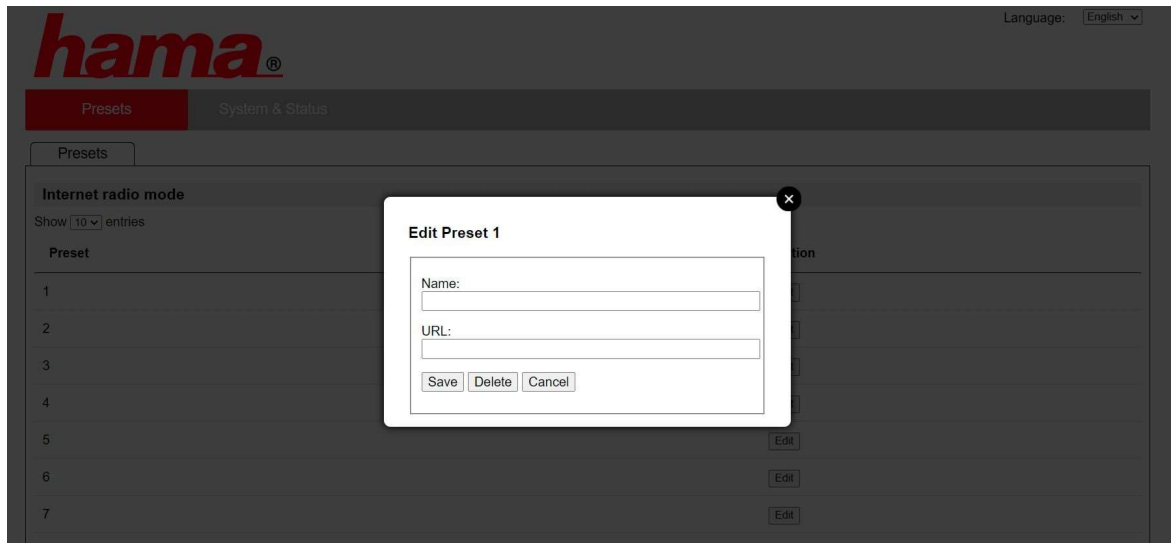 Language: English
hama®
Presets System & Status
Presets
Internet radio mode
Show 10 entries
Preset tion
Edit Preset 1
Name:
URL:
Save Delete Cancel
1
2
3
4
5 Edit
6 Edit
7 Edit